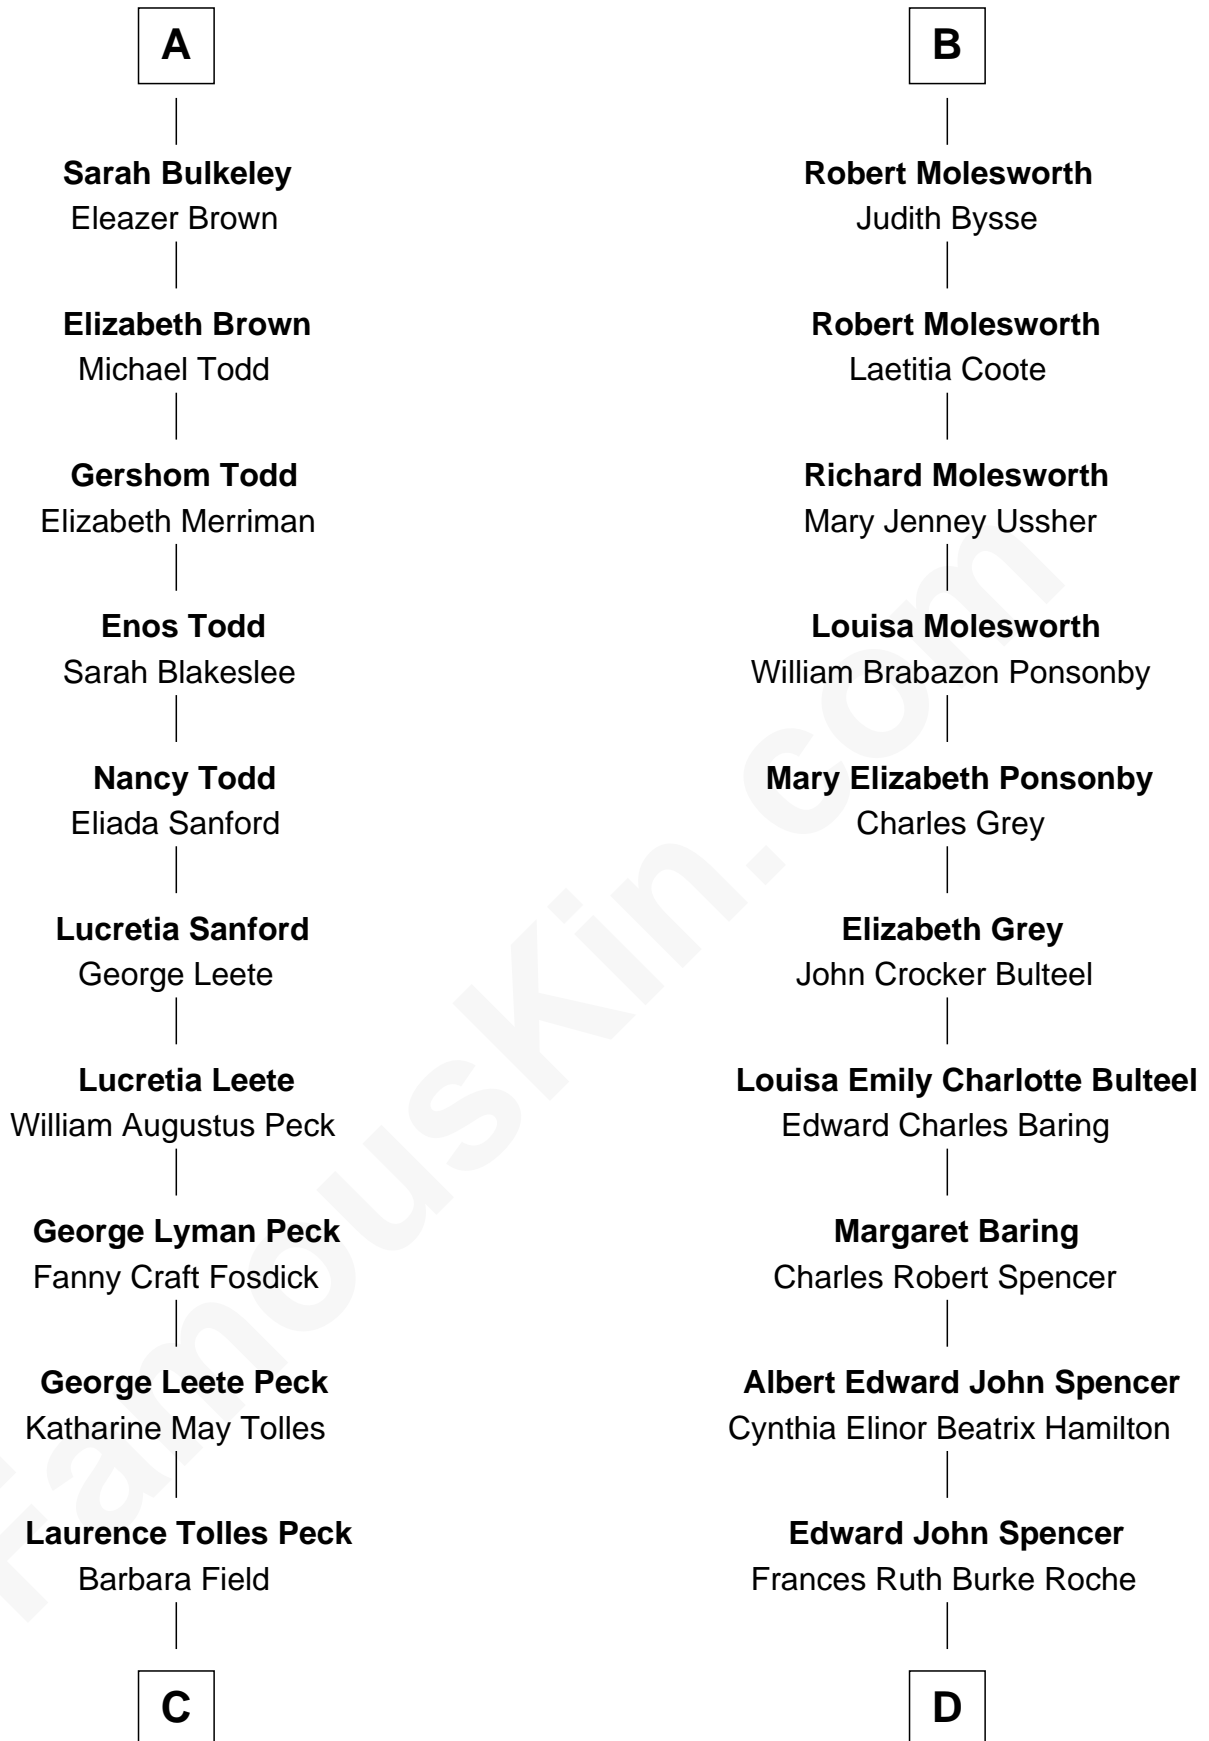 A
Sarah Bulkeley
Eleazer Brown
Elizabeth Brown
Michael Todd
Gershom Todd
Elizabeth Merriman
Enos Todd
Sarah Blakeslee
Nancy Todd
Eliada Sanford
Lucretia Sanford
George Leete
Lucretia Leete
William Augustus Peck
George Lyman Peck
Fanny Craft Fosdick
George Leete Peck
Katharine May Tolles
Laurence Tolles Peck
Barbara Field
C
B
Robert Molesworth
Judith Bysse
Robert Molesworth
Laetitia Coote
Richard Molesworth
Mary Jenney Ussher
Louisa Molesworth
William Brabazon Ponsonby
Mary Elizabeth Ponsonby
Charles Grey
Elizabeth Grey
John Crocker Bulteel
Louisa Emily Charlotte Bulteel
Edward Charles Baring
Margaret Baring
Charles Robert Spencer
Albert Edward John Spencer
Cynthia Elinor Beatrix Hamilton
Edward John Spencer
Frances Ruth Burke Roche
D
FamousKin.com